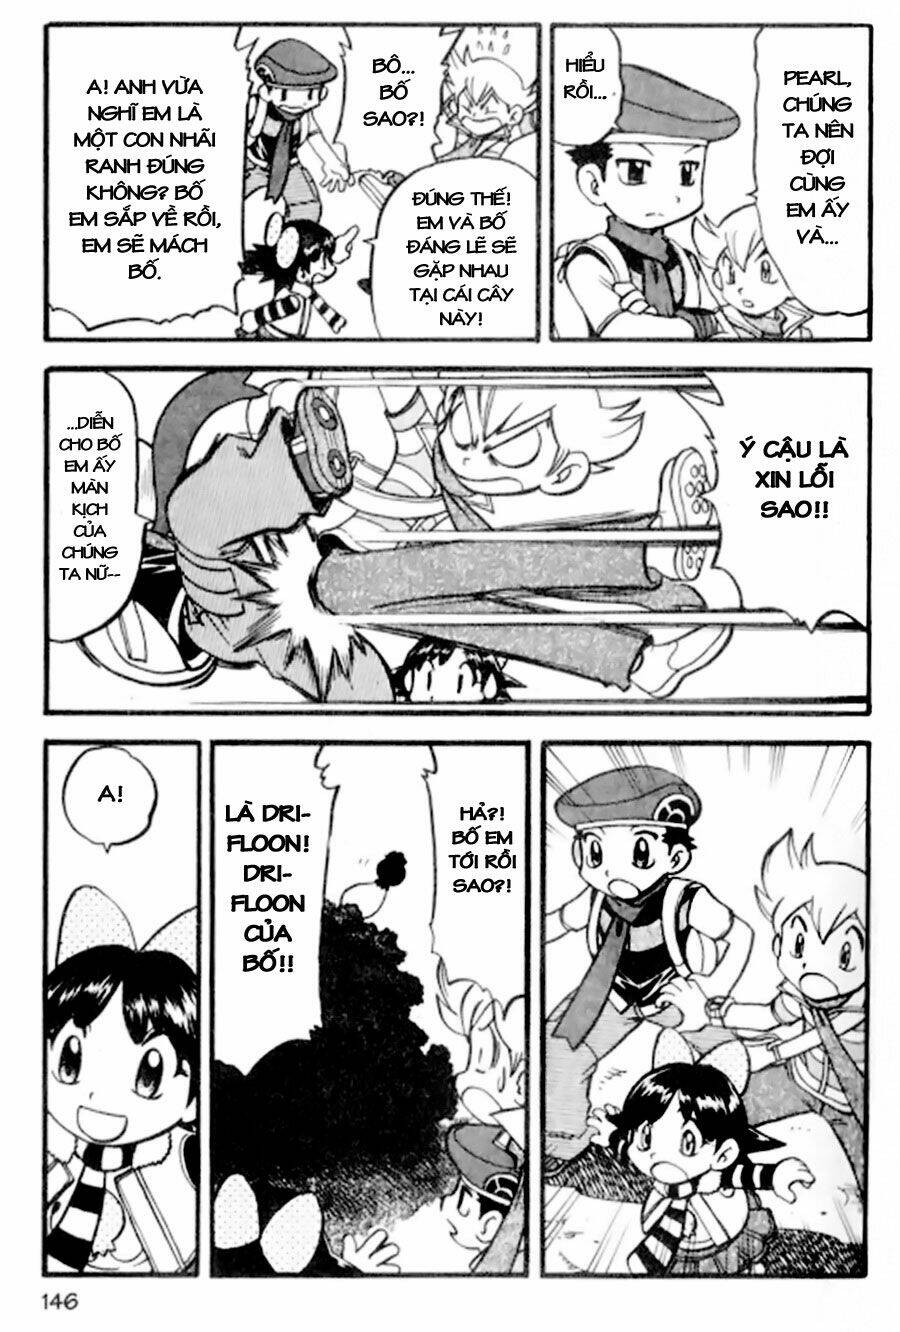 PEARL,
CHÚNG
TA NÊN
ĐỢI
CÙNG
EM ẤY
VÀ...
HIỂU
RỒI...
BÔ...
BỐ
SAO?!
ĐÚNG THẾ!
EM VÀ BỐ
ĐÁNG LẼ SẼ
GẶP NHAU
TẠI CÁI CÂY
NÀY!
A! ANH VỪA
NGHĨ EM LÀ
MỘT CON NHÃI
RANH ĐÚNG
KHÔNG? BỐ
EM SẮP VỀ RỒI,
EM SẼ MÁCH
BỐ.
Ý CẬU LÀ
XIN LỖI
SAO!!
...DIỄN
CHO BỐ
EM ẤY
MÀN
KỊCH
CỦA
CHÚNG
TA NỮ--
HẢ?!
BỐ EM
TỚI RỒI
SAO?!
LÀ DRI-
FLOON!
DRI-
FLOON
CỦA
BỐ!!
A!
146